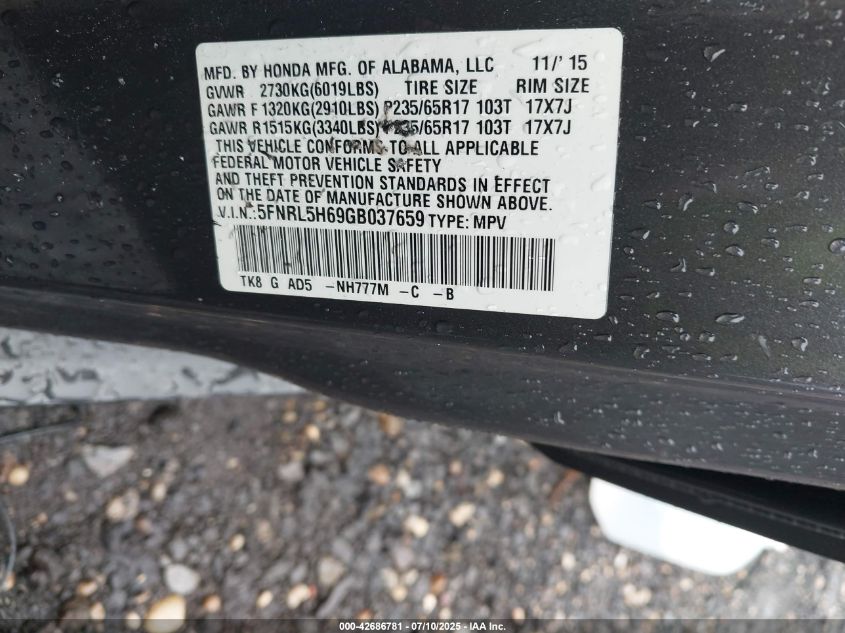 MFD. BY HONDA MFG. OF ALABAMA, LLC 11/' 15
GVWR 2730KG(6019LBS) TIRE SIZE RIM SIZE
GAWR F 1320KG(2910LBS) P235/65R17 103T 17X7J
GAWR R1515KG(3340LBS) P235/65R17 103T 17X7J
THIS VEHICLE CONFORMS TO ALL APPLICABLE
FEDERAL MOTOR VEHICLE SAFETY
AND THEFT PREVENTION STANDARDS IN EFFECT
ON THE DATE OF MANUFACTURE SHOWN ABOVE.
V.I.N.:5FNRL5H69GB037659 TYPE: MPV
TK8 G AD5 -NH777M -C -B
000-42686781 - 07/10/2025 - IAA Inc.